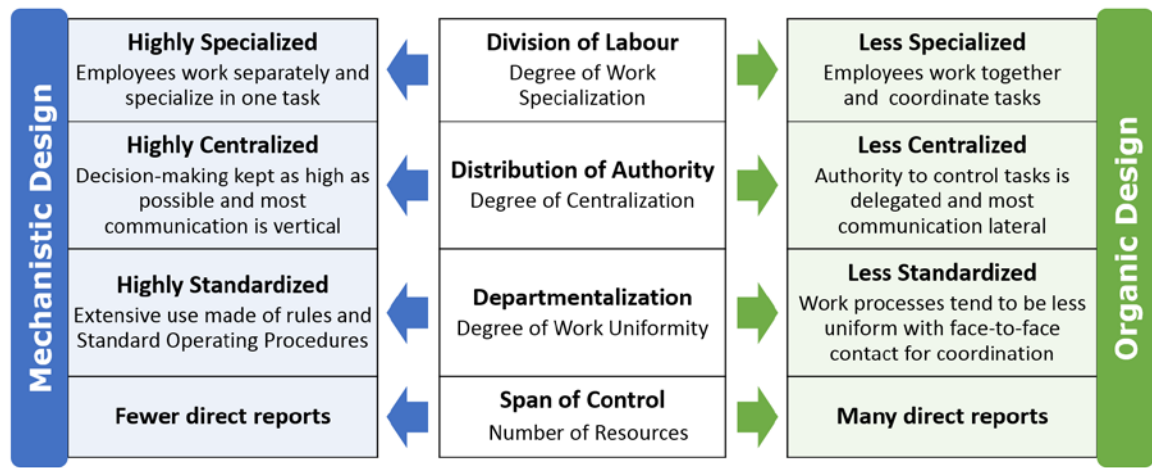 Mechanistic Design
Highly Specialized
Employees work separately and
specialize in one task
Division of Labour
Degree of Work
Specialization
Less Specialized
Employees work together
and coordinate tasks
Highly Centralized
Decision-making kept as high as
possible and most
communication is vertical
Distribution of Authority
Degree of Centralization
Less Centralized
Authority to control tasks is
delegated and most
communication lateral
Highly Standardized
Extensive use made of rules and
Standard Operating Procedures
Departmentalization
Degree of Work Uniformity
Less Standardized
Work processes tend to be less
uniform with face-to-face
contact for coordination
Fewer direct reports
Span of Control
Number of Resources
Many direct reports
Organic Design